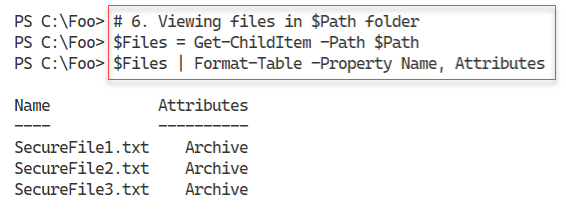 PS C:\Foo> # 6. Viewing files in $Path folder
PS C:\Foo> $Files = Get-ChildItem -Path $Path
PS C:\Foo> $Files | Format-Table -Property Name, Attributes
Name Attributes
---- ----------
SecureFile1.txt Archive
SecureFile2.txt Archive
SecureFile3.txt Archive